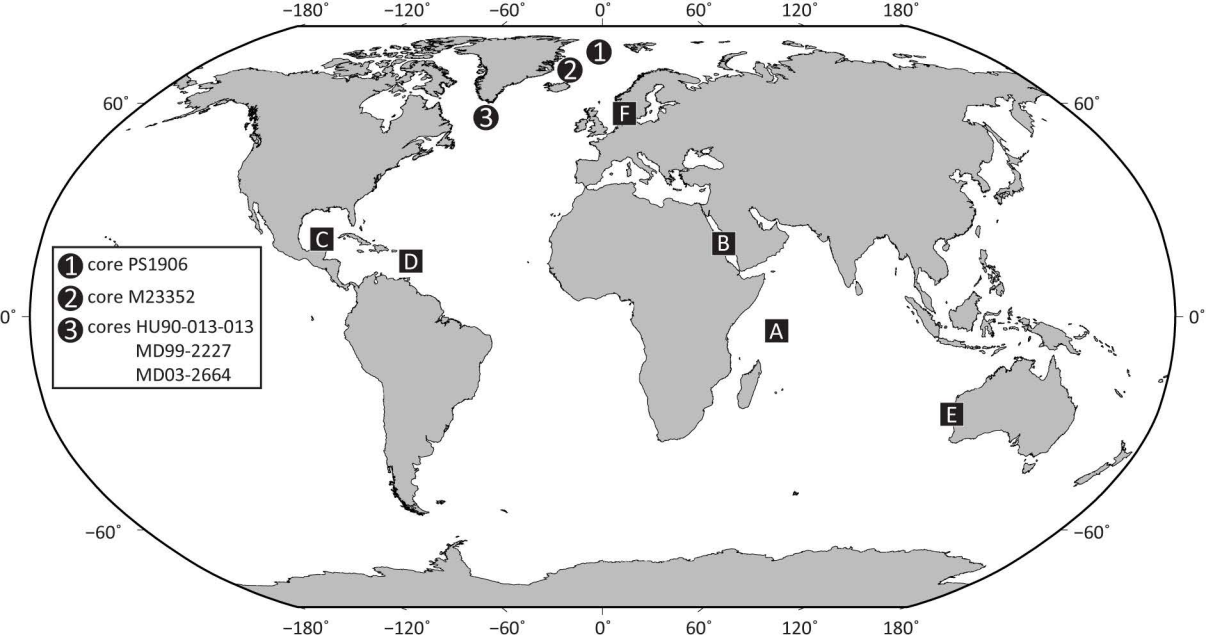 −180˚ −120˚ −60˚ 0 60˚ 120˚ 180˚
1
2
60˚ 3 F 60˚
C B
D
1 core PS1906
2 core M23352
0˚ 3 cores HU90-013-013 A 0˚
MD99-2227
MD03-2664
E
−60˚ −60˚
−180˚ −120˚ −60˚ 0 60˚ 120˚ 180˚